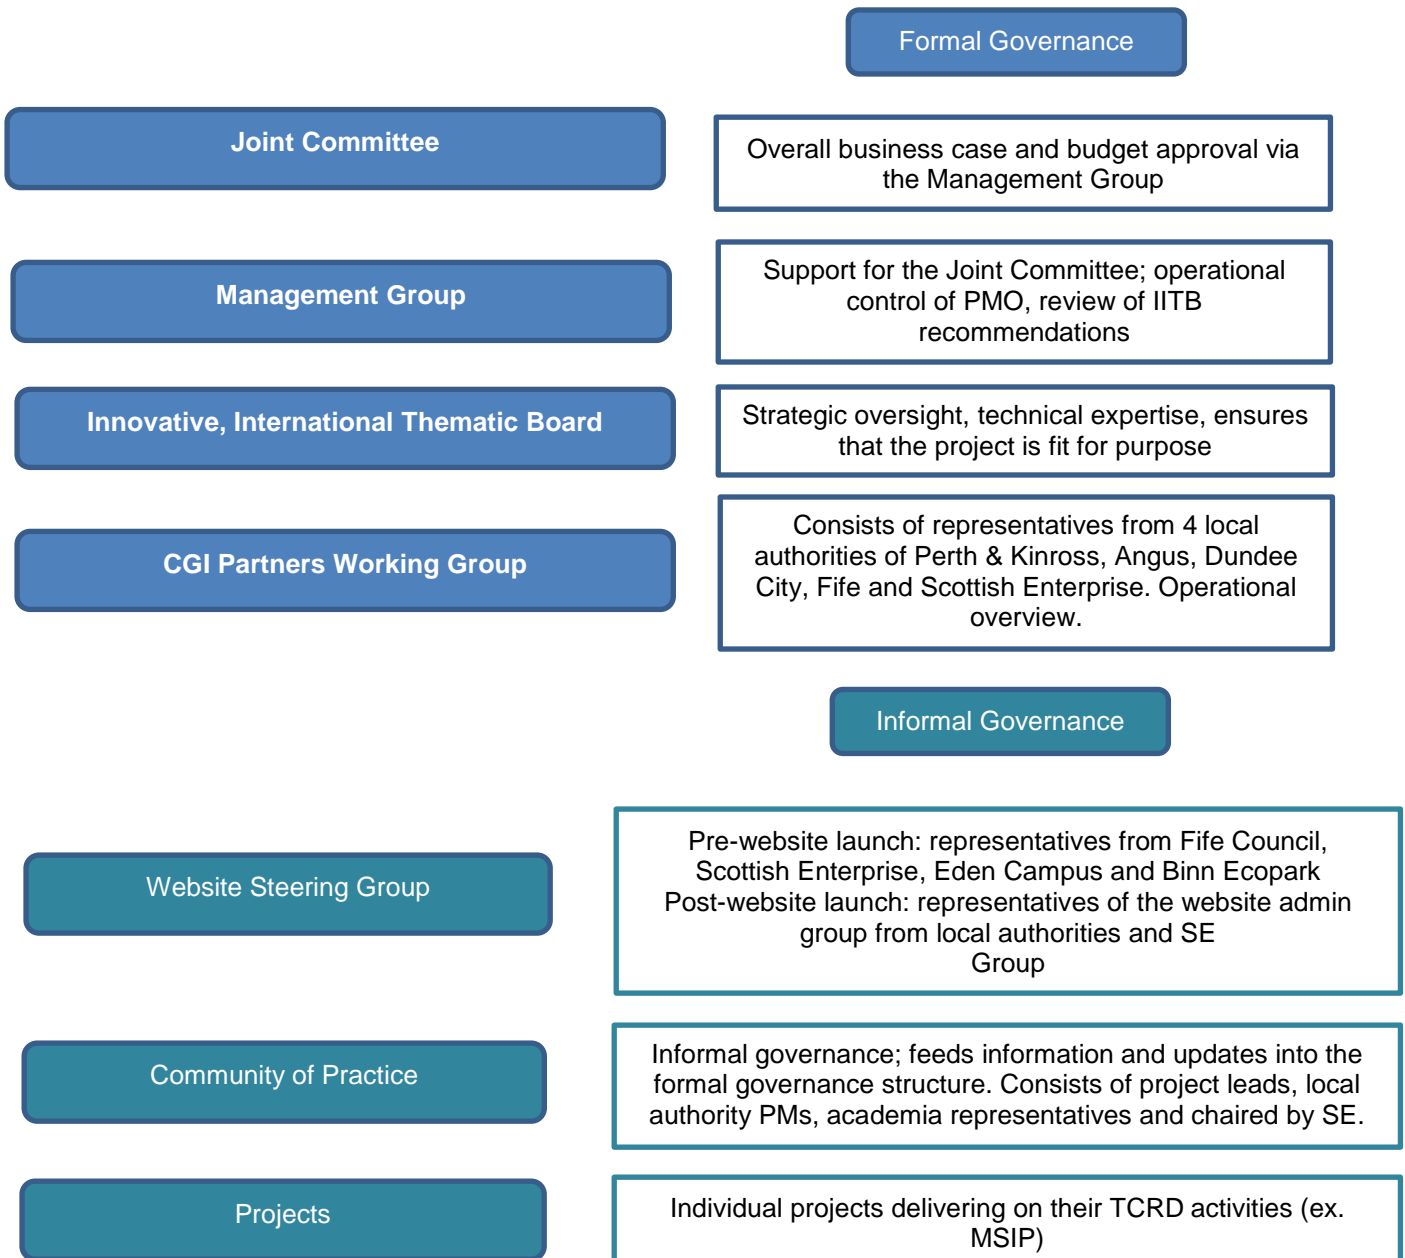 Formal Governance
Joint Committee
Overall business case and budget approval via
the Management Group
Management Group
Support for the Joint Committee; operational
control of PMO, review of IITB
recommendations
Innovative, International Thematic Board
Strategic oversight, technical expertise, ensures
that the project is fit for purpose
CGI Partners Working Group
Consists of representatives from 4 local
authorities of Perth & Kinross, Angus, Dundee
City, Fife and Scottish Enterprise. Operational
overview.
Informal Governance
Website Steering Group
Pre-website launch: representatives from Fife Council,
Scottish Enterprise, Eden Campus and Binn Ecopark
Post-website launch: representatives of the website admin
group from local authorities and SE
Group
Community of Practice
Informal governance; feeds information and updates into the
formal governance structure. Consists of project leads, local
authority PMs, academia representatives and chaired by SE.
Projects
Individual projects delivering on their TCRD activities (ex.
MSIP)